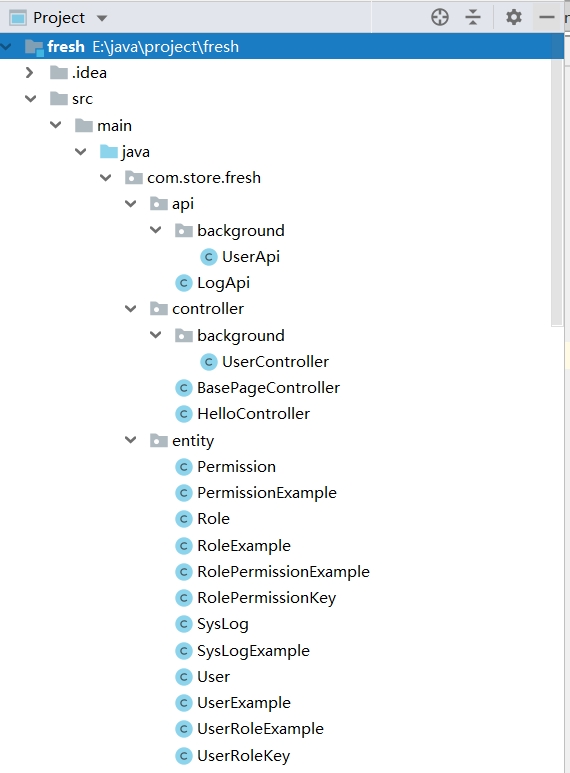 Project
fresh E:\java\project\fresh
.idea
src
main
java
com.store.fresh
api
background
C UserApi
C LogApi
controller
background
C UserController
C BasePageController
C HelloController
entity
C Permission
C PermissionExample
C Role
C RoleExample
C RolePermissionExample
C RolePermissionKey
C SysLog
C SysLogExample
C User
C UserExample
C UserRoleExample
C UserRoleKey